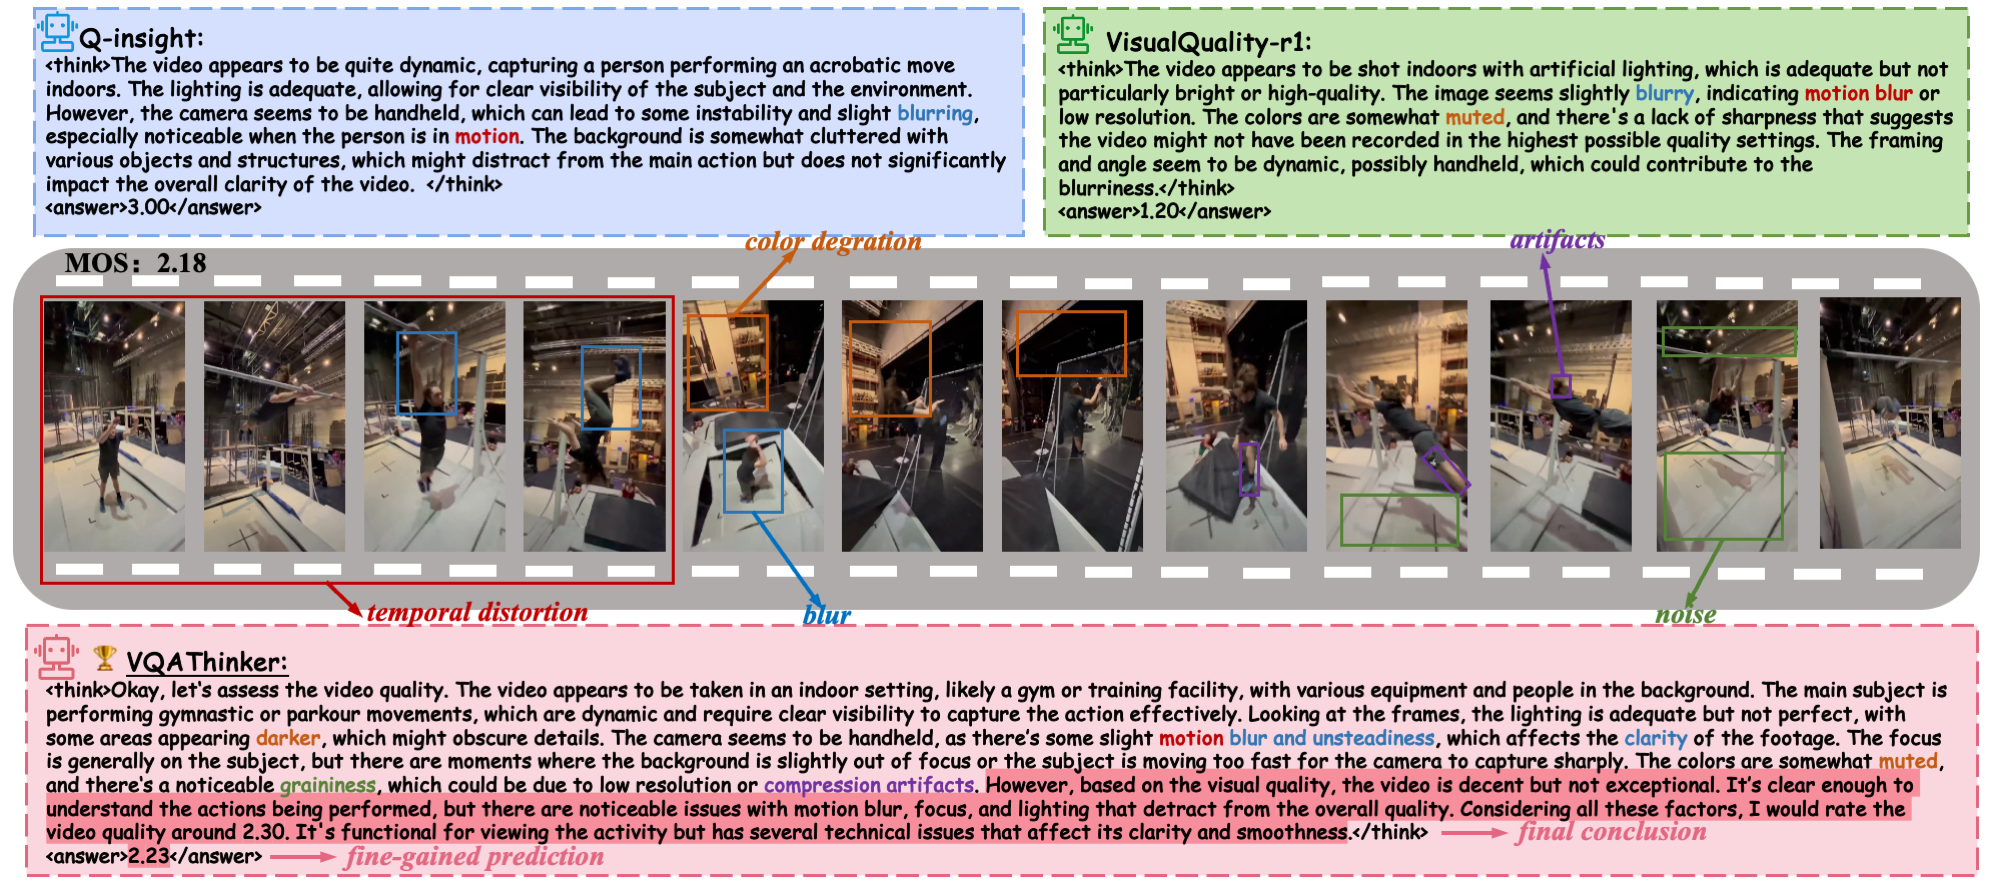 Q-insight:
<think>The video appears to be quite dynamic, capturing a person performing an acrobatic move
indoors. The lighting is adequate, allowing for clear visibility of the subject and the environment.
However, the camera seems to be handheld, which can lead to some instability and slight blurring,
especially noticeable when the person is in motion. The background is somewhat cluttered with
various objects and structures, which might distract from the main action but does not significantly
impact the overall clarity of the video. </think>
<answer>3.00</answer>
VisualQuality-r1:
<think>The video appears to be shot indoors with artificial lighting, which is adequate but not
particularly bright or high-quality. The image seems slightly blurry, indicating motion blur or
low resolution. The colors are somewhat muted, and there's a lack of sharpness that suggests
the video might not have been recorded in the highest possible quality settings. The framing
and angle seem to be dynamic, possibly handheld, which could contribute to the
blurriness.</think>
<answer>1.20</answer>
color degration
artifacts
MOS: 2.18
temporal distortion
blur
noise
VQAThinker:
<think>Okay, let's assess the video quality. The video appears to be taken in an indoor setting, likely a gym or training facility, with various equipment and people in the background. The main subject is
performing gymnastic or parkour movements, which are dynamic and require clear visibility to capture the action effectively. Looking at the frames, the lighting is adequate but not perfect, with
some areas appearing darker, which might obscure details. The camera seems to be handheld, as there's some slight motion blur and unsteadiness, which affects the clarity of the footage. The focus
is generally on the subject, but there are moments where the background is slightly out of focus or the subject is moving too fast for the camera to capture sharply. The colors are somewhat muted,
and there's a noticeable graininess, which could be due to low resolution or compression artifacts. However, based on the visual quality, the video is decent but not exceptional. It's clear enough to
understand the actions being performed, but there are noticeable issues with motion blur, focus, and lighting that detract from the overall quality. Considering all these factors, I would rate the
video quality around 2.30. It's functional for viewing the activity but has several technical issues that affect its clarity and smoothness.</think> final conclusion
<answer>2.23</answer> fine-gained prediction